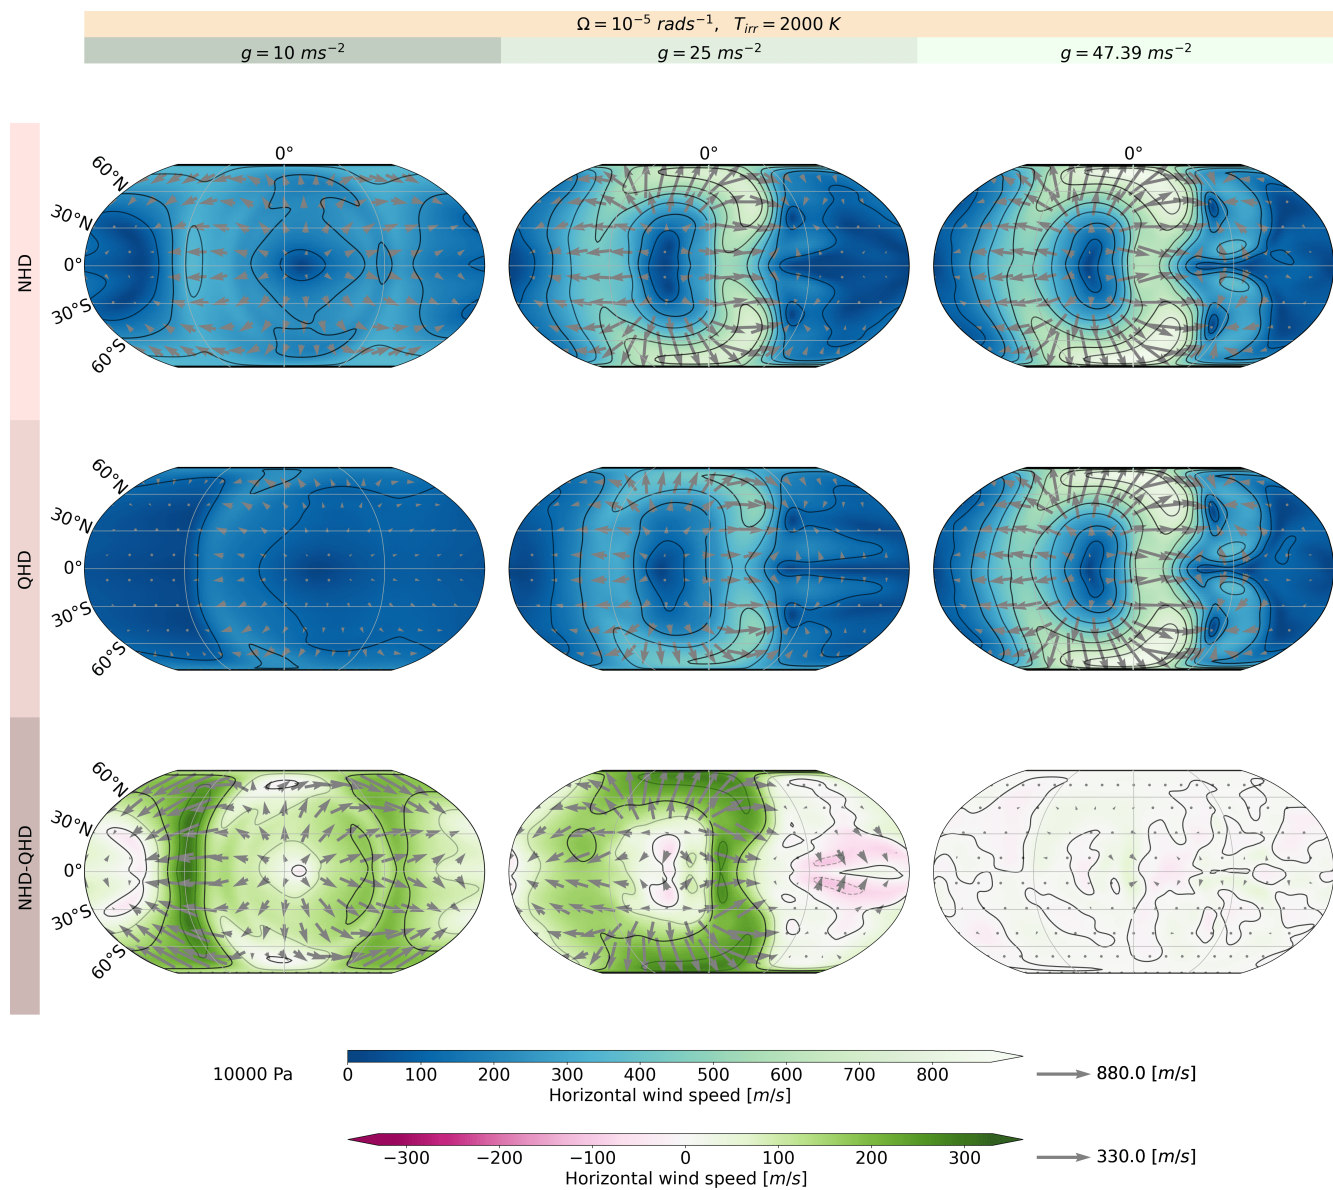 Ω = 10⁻⁵ rads⁻¹, T_irr = 2000 K
g = 10 ms⁻² g = 25 ms⁻² g = 47.39 ms⁻²
0° 0° 0°
60°N
30°N
0°
30°S
60°S
NHD
60°N
30°N
0°
30°S
60°S
QHD
60°N
30°N
0°
30°S
60°S
NHD-QHD
10000 Pa
0 100 200 300 400 500 600 700 800
Horizontal wind speed [m/s]
880.0 [m/s]
−300 −200 −100 0 100 200 300
Horizontal wind speed [m/s]
330.0 [m/s]